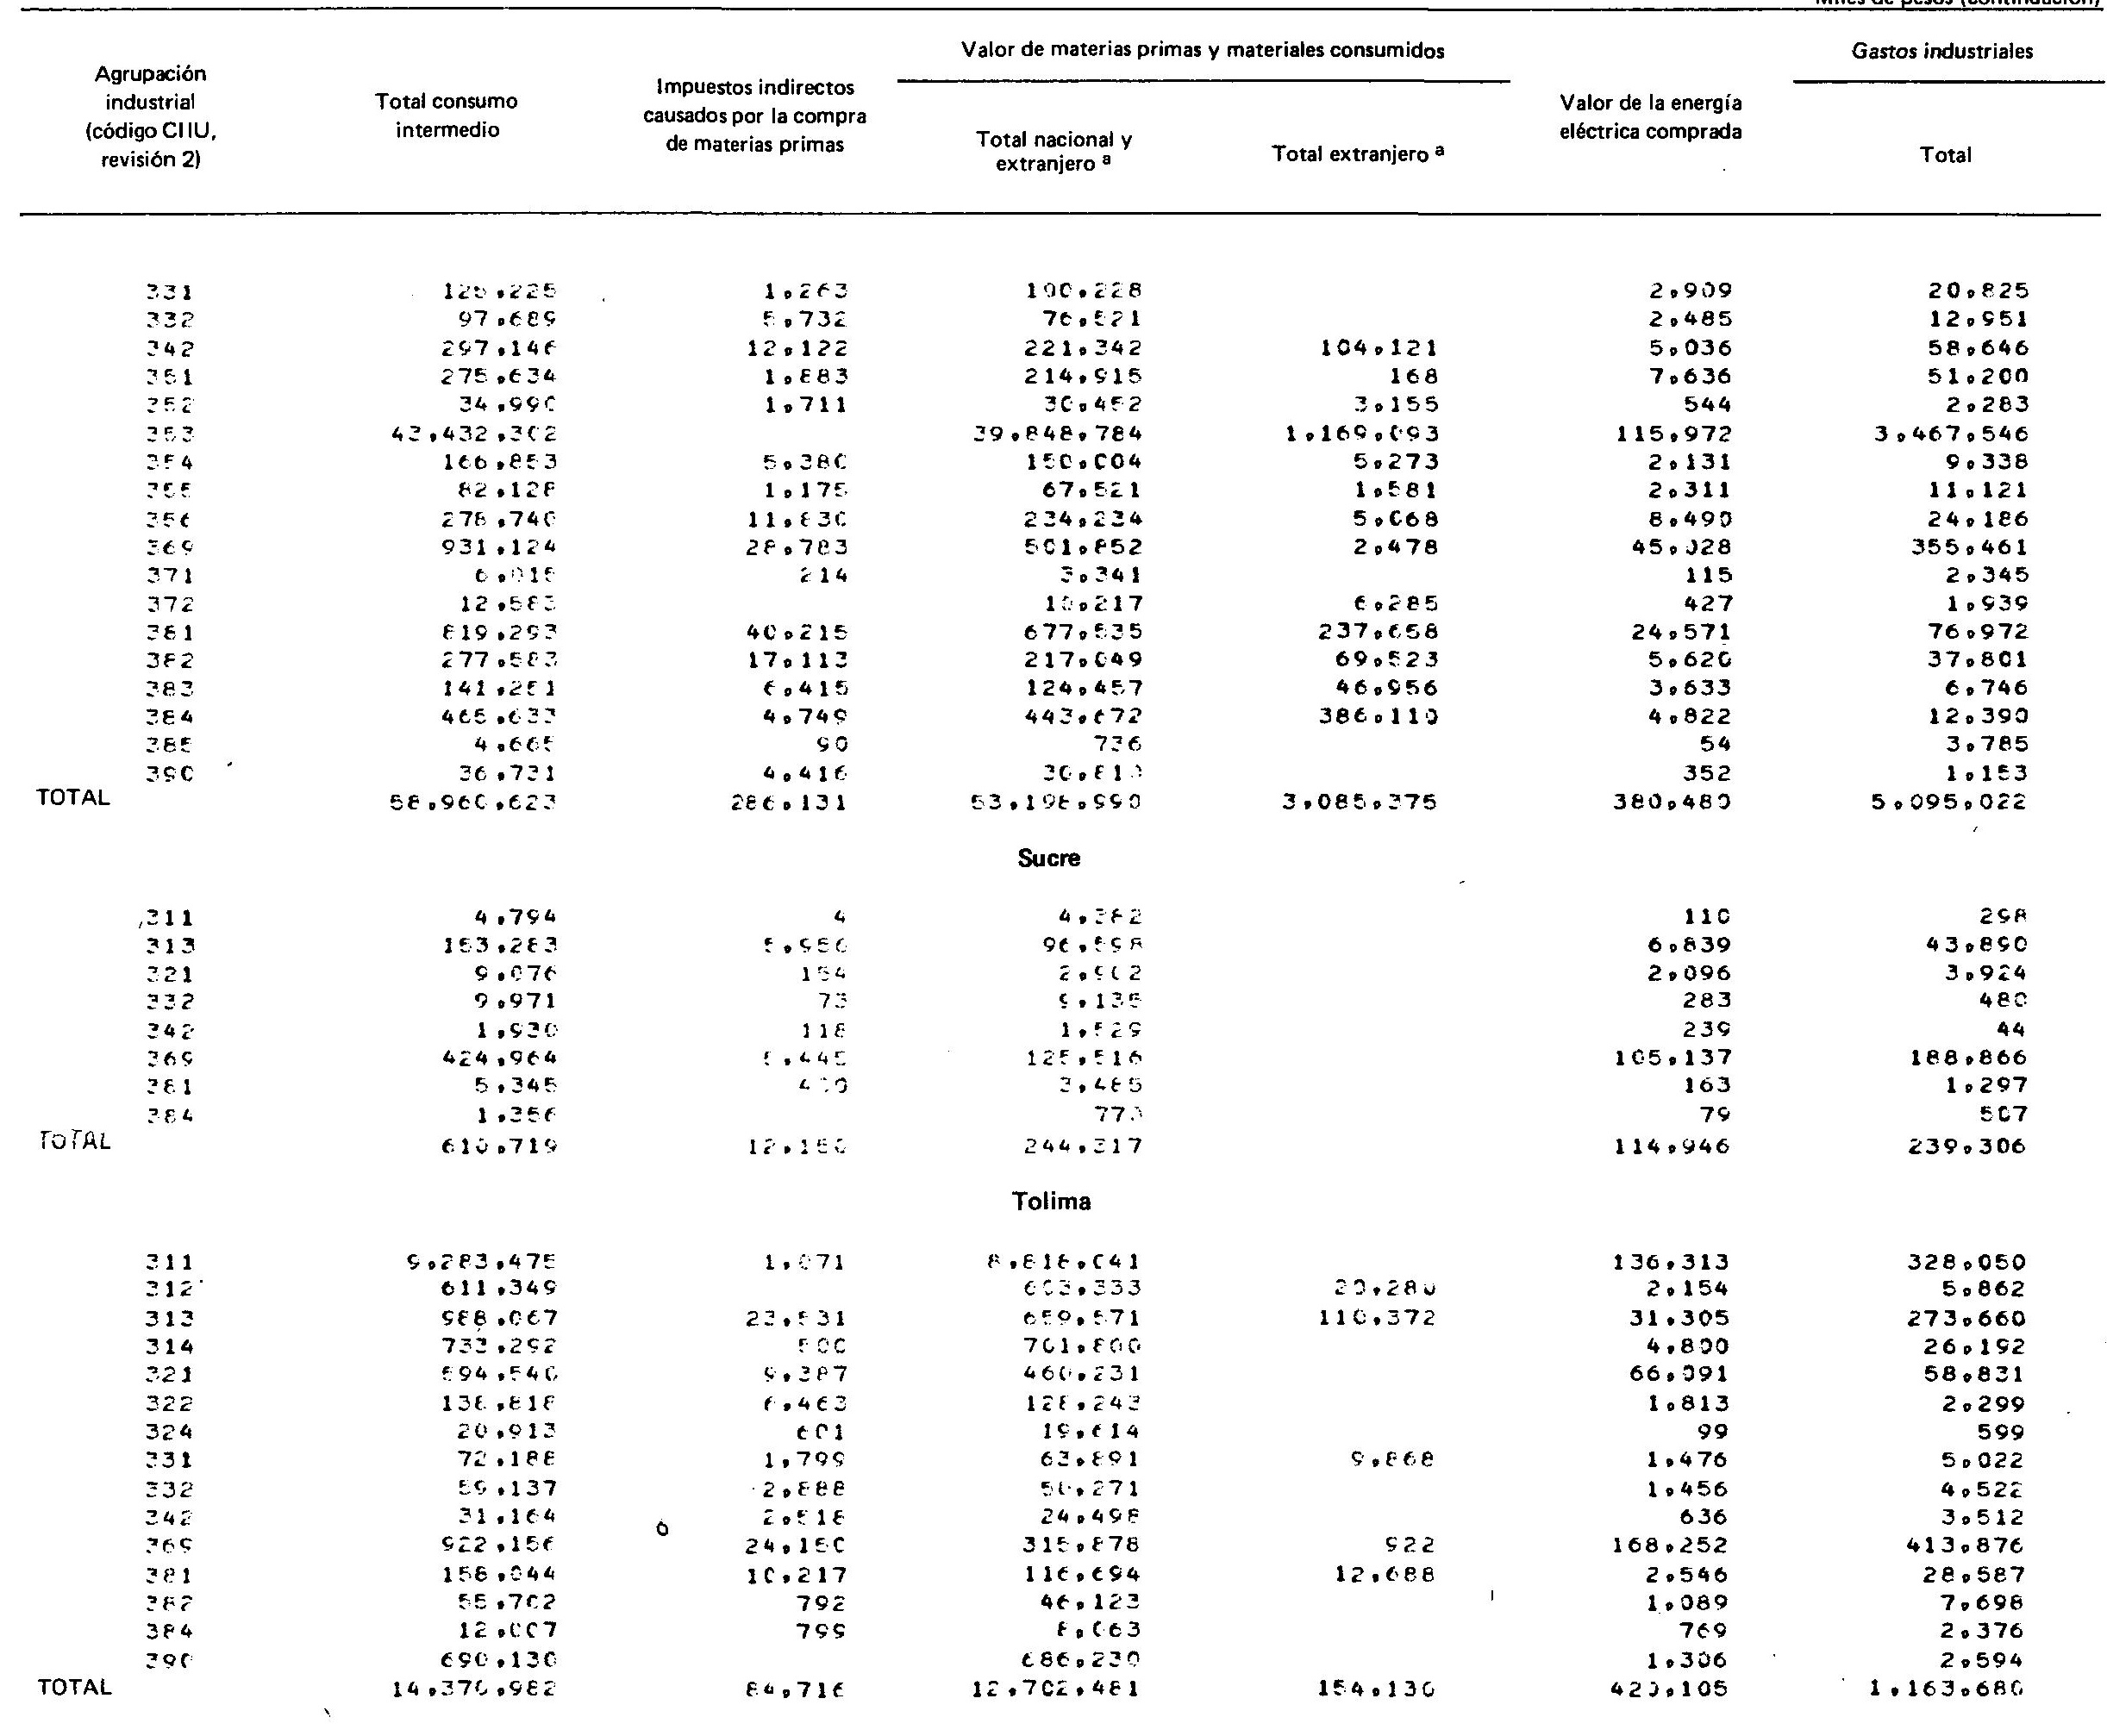 Miles de pesos (continuación)
Valor de materias primas y materiales consumidos Gastos industriales
Agrupación
industrial
(código CIIU,
revisión 2)
Total consumo
intermedio
Impuestos indirectos
causados por la compra
de materias primas
Total nacional y
extranjero a
Total extranjero a
Valor de la energía
eléctrica comprada
Total
331 125,225 1,263 100,228 2,909 20,825
332 97,689 5,732 76,521 2,485 12,951
342 297,146 12,122 221,342 104,121 5,036 58,646
351 275,634 1,883 214,915 168 7,636 51,200
352 34,990 1,711 30,452 3,155 544 2,283
353 43,432,302 39,848,784 1,169,093 115,972 3,467,546
354 166,853 5,380 150,004 5,273 2,131 9,338
355 82,128 1,175 67,521 1,581 2,311 11,121
356 278,740 11,830 234,234 5,068 8,490 24,186
369 931,124 28,783 501,852 2,478 45,028 355,461
371 6,015 214 3,341 115 2,345
372 12,583 10,217 6,285 427 1,939
381 819,293 40,215 677,535 237,658 24,571 76,972
382 277,583 17,113 217,049 69,523 5,620 37,801
383 141,251 6,415 124,457 46,956 3,633 6,746
384 465,633 4,749 443,672 386,110 4,822 12,390
385 4,665 90 736 54 3,785
390 36,731 4,416 30,810 352 1,153
TOTAL 58,960,623 286,131 53,198,990 3,085,375 380,480 5,095,022
Sucre
311 4,794 4 4,382 110 298
313 153,283 5,956 96,598 6,839 43,890
321 9,076 154 2,902 2,096 3,924
332 9,971 73 9,135 283 480
342 1,930 118 1,529 239 44
369 424,964 5,445 125,516 105,137 188,866
381 5,345 400 3,485 163 1,297
384 1,356 770 79 507
TOTAL 610,719 12,150 244,317 114,946 239,306
Tolima
311 9,283,475 1,071 8,818,041 136,313 328,050
312 611,349 603,333 20,280 2,154 5,862
313 988,067 23,531 659,571 110,372 31,305 273,660
314 733,292 500 701,800 4,800 26,192
321 594,540 9,387 460,231 66,091 58,831
322 138,818 6,463 128,243 1,813 2,299
324 20,913 601 19,614 99 599
331 72,188 1,799 63,891 9,868 1,476 5,022
332 59,137 2,888 50,271 1,456 4,522
342 31,164 2,518 24,498 636 3,512
369 922,156 24,150 315,878 922 168,252 413,876
381 158,044 10,217 116,694 12,688 2,546 28,587
382 55,702 792 46,123 1,089 7,698
384 12,007 799 8,063 769 2,376
390 690,130 686,230 1,306 2,594
TOTAL 14,370,982 84,716 12,702,481 154,130 420,105 1,163,680